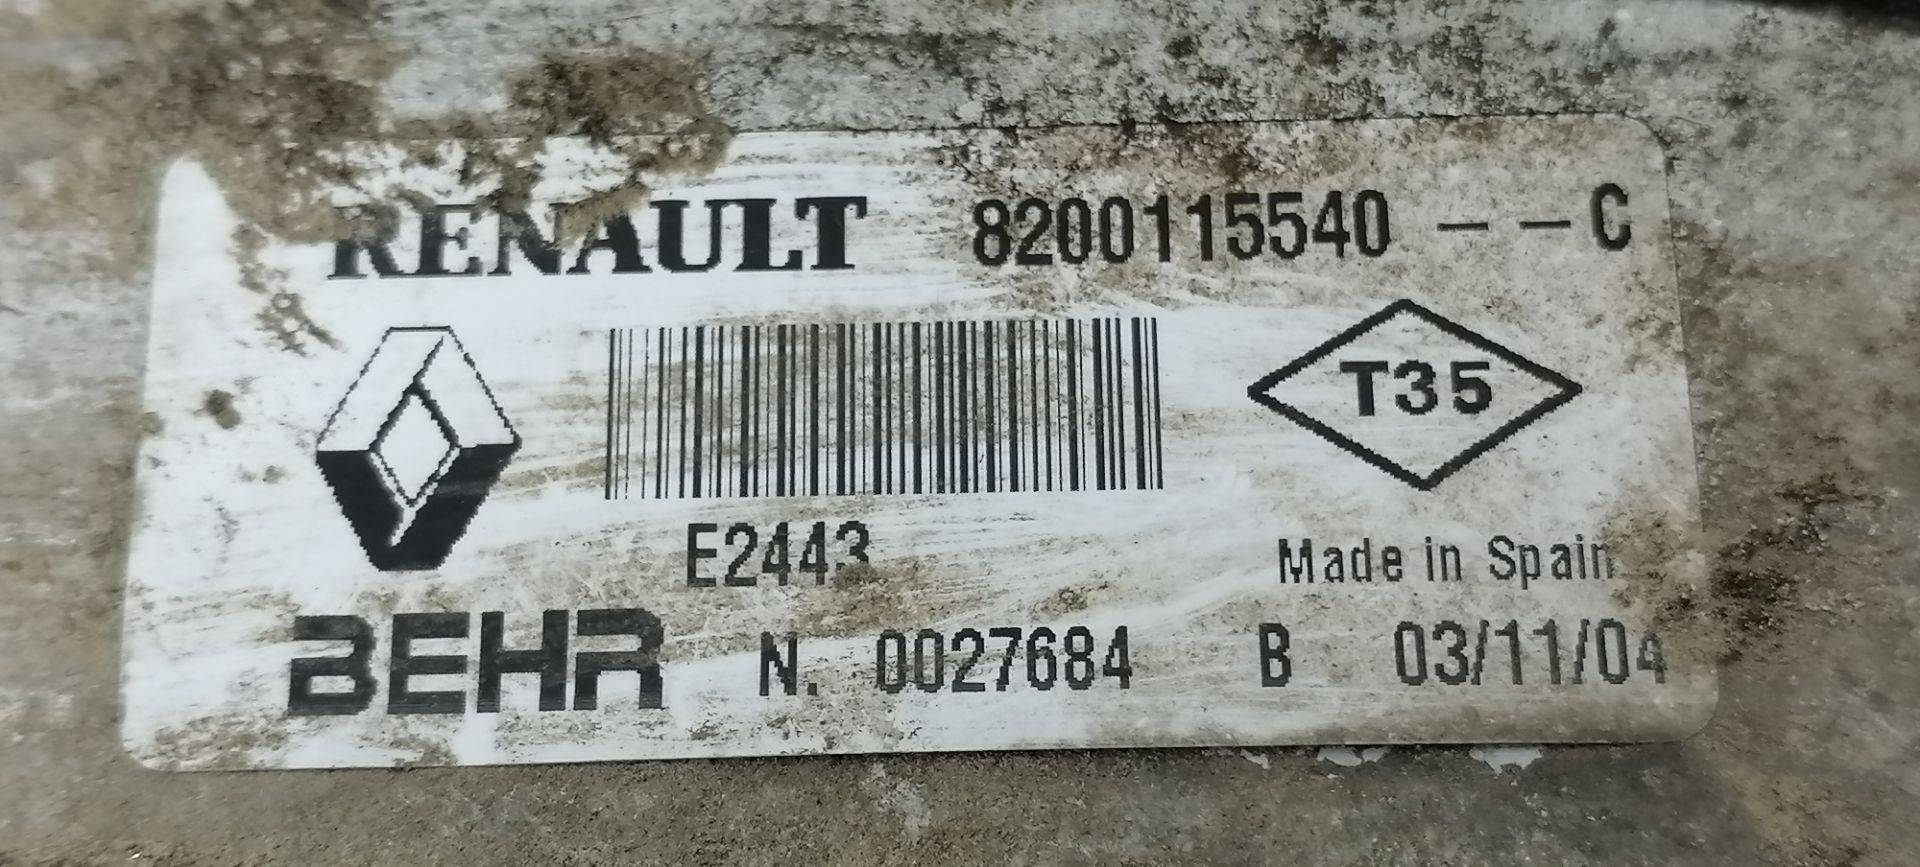 RENAULT 8200115540 - - C
T35
E2443
Made in Spain
BEHR N. 0027684 B 03/11/04